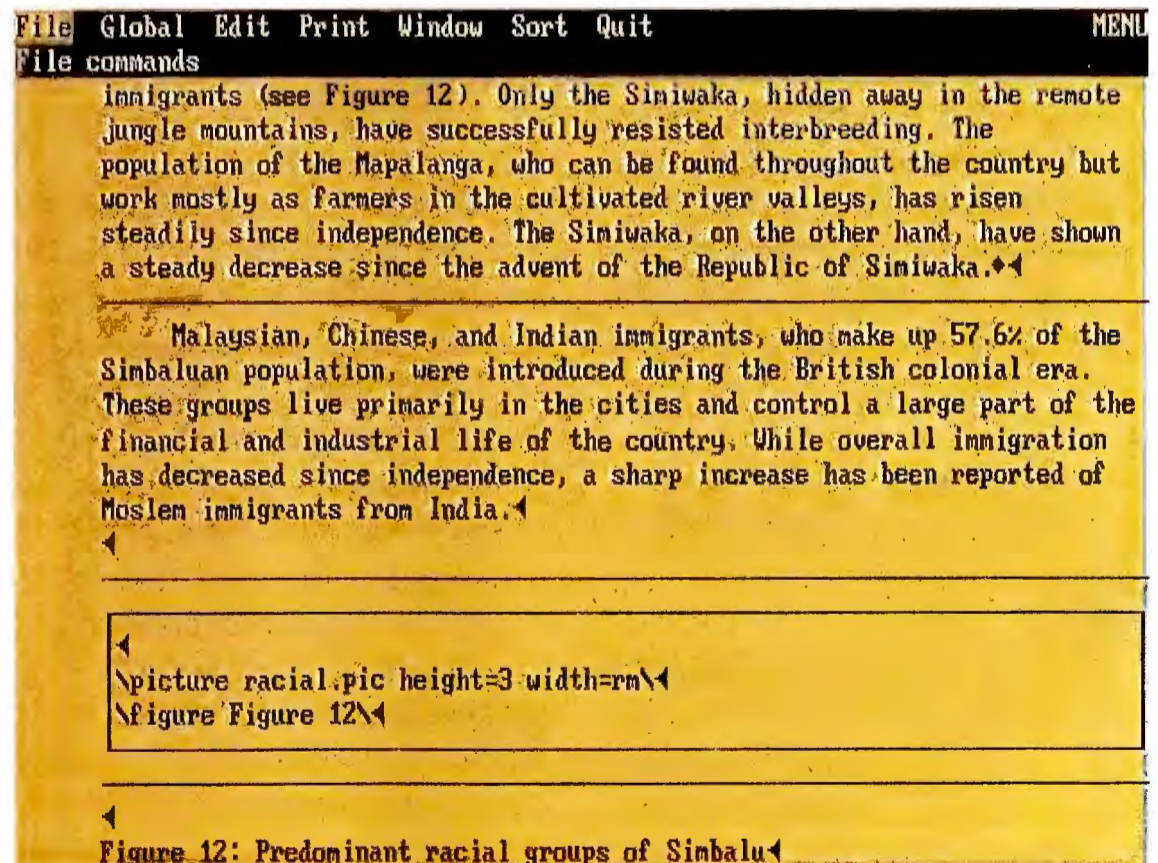 File Global Edit Print Window Sort Quit MENU
File commands
immigrants (see Figure 12). Only the Simiwaka, hidden away in the remote
jungle mountains, have successfully resisted interbreeding. The
population of the Mapalanga, who can be found throughout the country but
work mostly as farmers in the cultivated river valleys, has risen
steadily since independence. The Simiwaka, on the other hand, have shown
a steady decrease since the advent of the Republic of Simiwaka.♦◄
Malaysian, Chinese, and Indian immigrants, who make up 57.6% of the
Simbaluan population, were introduced during the British colonial era.
These groups live primarily in the cities and control a large part of the
financial and industrial life of the country. While overall immigration
has decreased since independence, a sharp increase has been reported of
Moslem immigrants from India.◄
◄
◄
\picture racial.pic height=3 width=rm\◄
\figure Figure 12\◄
◄
Figure 12: Predominant racial groups of Simbalu◄